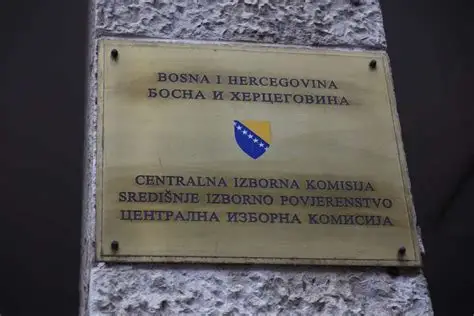 BOSNA I HERCEGOVINA
БОСНА И ХЕРЦЕГОВИНА
CENTRALNA IZBORNA KOMISIJA
SREDIŠNJE IZBORNO POVJERENSTVO
ЦЕНТРАЛНА ИЗБОРНА КОМИСИЈА